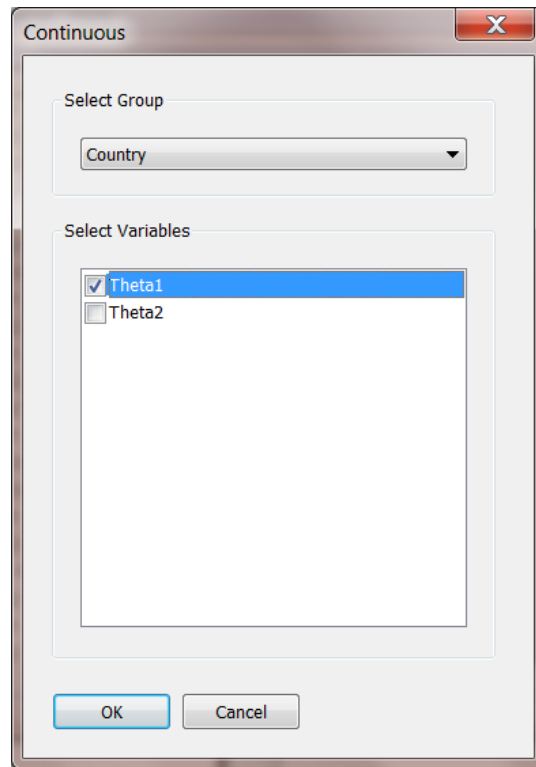 Continuous
Select Group
Country
Select Variables
Theta1
Theta2
OK
Cancel